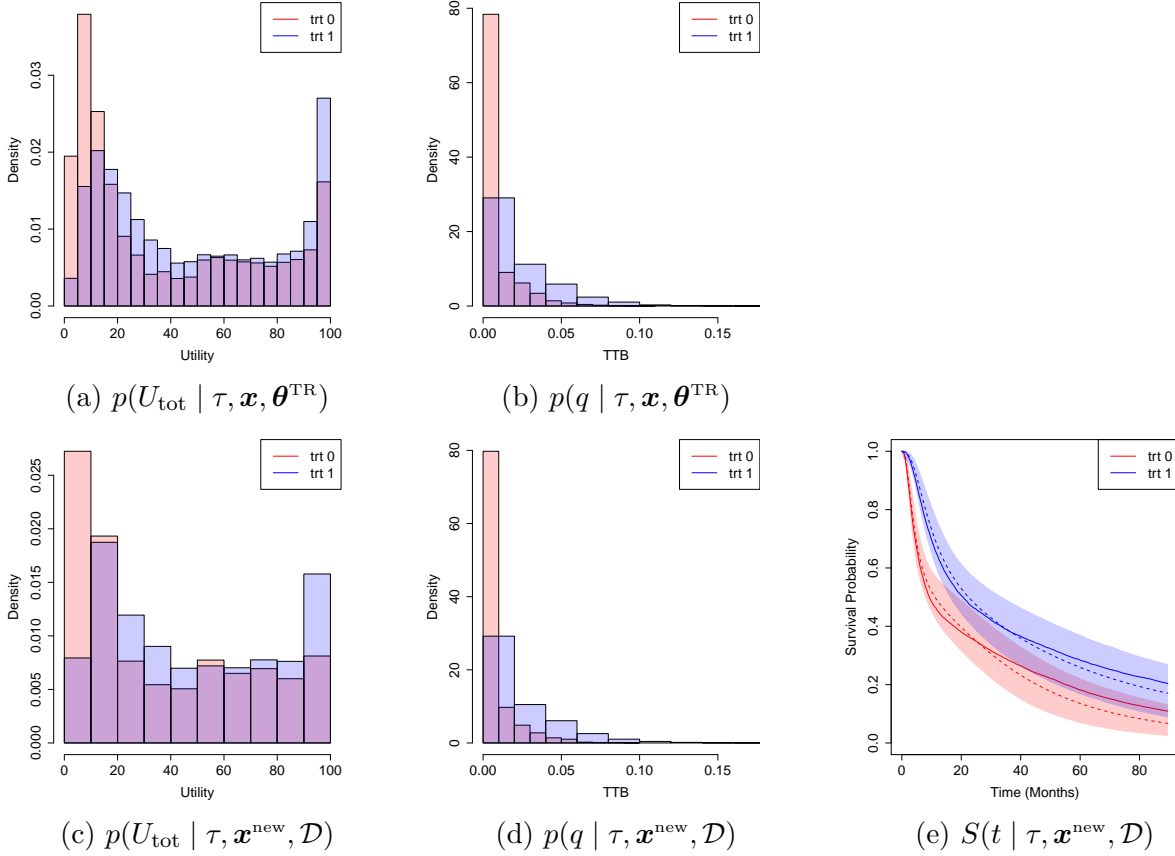 trt 0
trt 1
Density
0.00 0.01 0.02 0.03
0 20 40 60 80 100
Utility
(a) p(U_tot | τ, x, θ^TR)
trt 0
trt 1
Density
0 20 40 60 80
0.00 0.05 0.10 0.15
TTB
(b) p(q | τ, x, θ^TR)
trt 0
trt 1
Density
0.000 0.005 0.010 0.015 0.020 0.025
0 20 40 60 80 100
Utility
(c) p(U_tot | τ, x^new, 𝒟)
trt 0
trt 1
Density
0 20 40 60 80
0.00 0.05 0.10 0.15
TTB
(d) p(q | τ, x^new, 𝒟)
trt 0
trt 1
Survival Probability
0.0 0.2 0.4 0.6 0.8 1.0
0 20 40 60 80
Time (Months)
(e) S(t | τ, x^new, 𝒟)